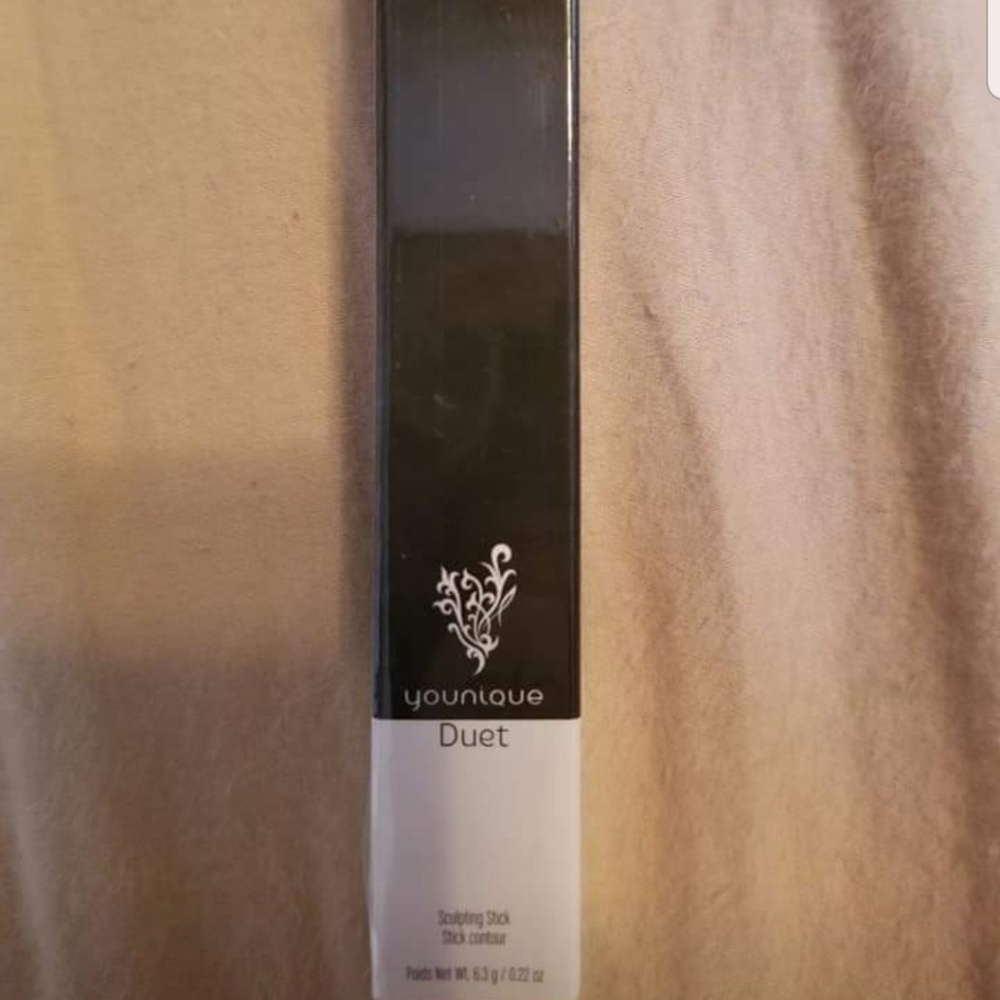 younique
Duet
Sculpting Stick
Stick contour
Poids Net Wt. 6.3 g / 0.22 oz